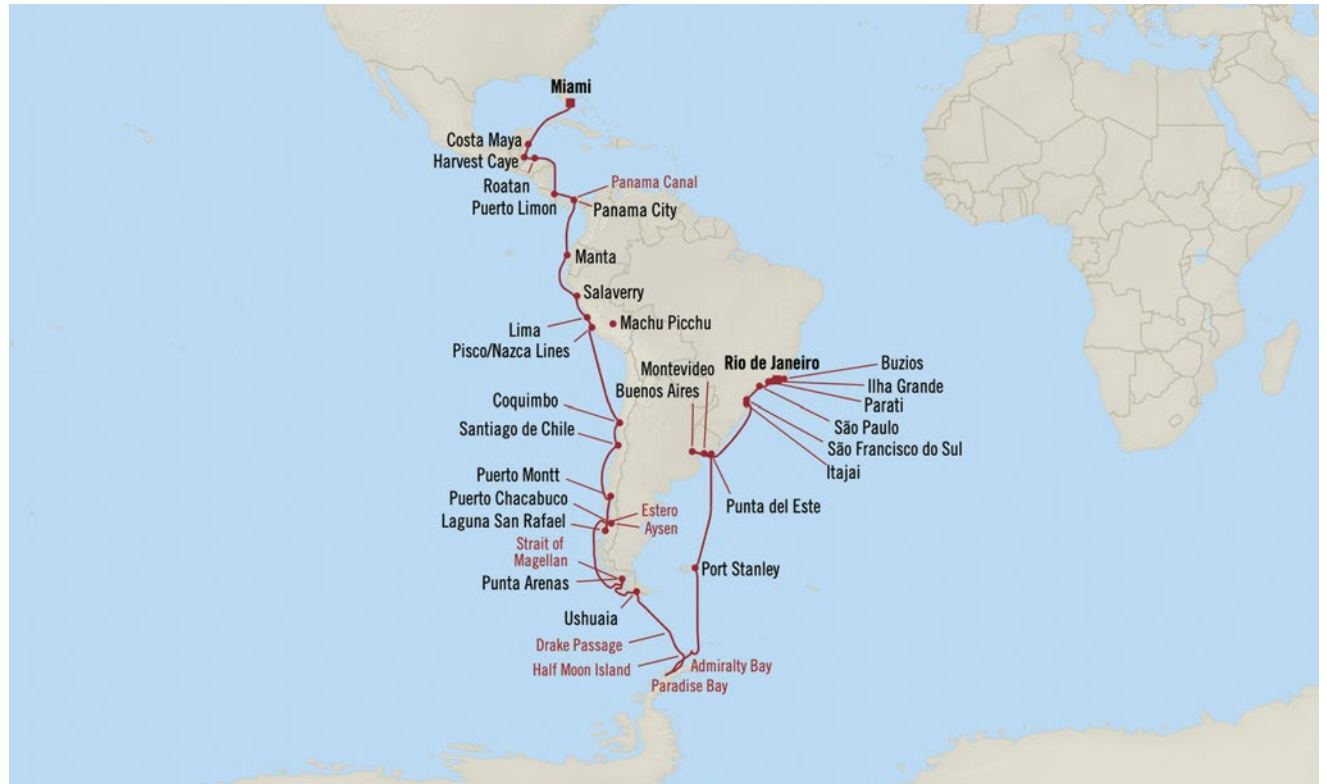 Miami
Costa Maya
Harvest Caye
Roatan
Puerto Limon
Panama Canal
Panama City
Manta
Salaverry
Lima
Pisco/Nazca Lines
Machu Picchu
Montevideo
Buenos Aires
Rio de Janeiro
Buzios
Ilha Grande
Parati
São Paulo
São Francisco do Sul
Itajai
Punta del Este
Coquimbo
Santiago de Chile
Puerto Montt
Puerto Chacabuco
Laguna San Rafael
Estero
Aysen
Strait of
Magellan
Punta Arenas
Ushuaia
Port Stanley
Drake Passage
Half Moon Island
Admiralty Bay
Paradise Bay